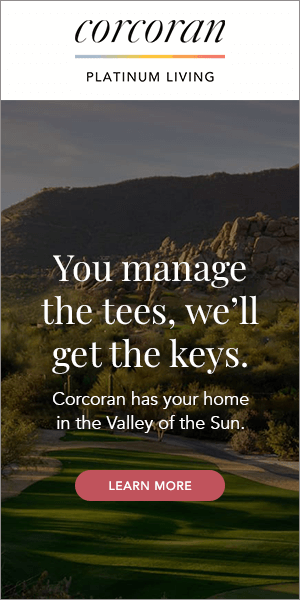 corcoran
PLATINUM LIVING
You manage
the tees, we’ll
get the keys.
Corcoran has your home
in the Valley of the Sun.
LEARN MORE